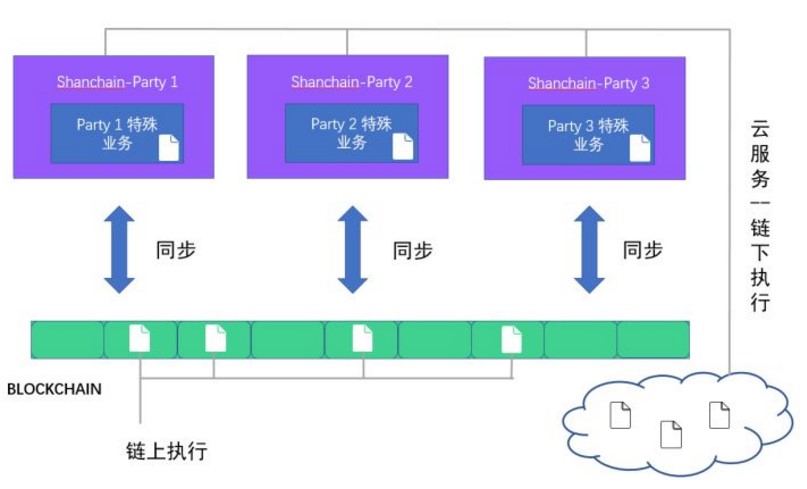 Shanchain-Party 1
Shanchain-Party 2
Shanchain-Party 3
Party 1 特殊
业务
Party 2 特殊
业务
Party 3 特殊
业务
云服务--链下执行
同步
同步
同步
BLOCKCHAIN
链上执行